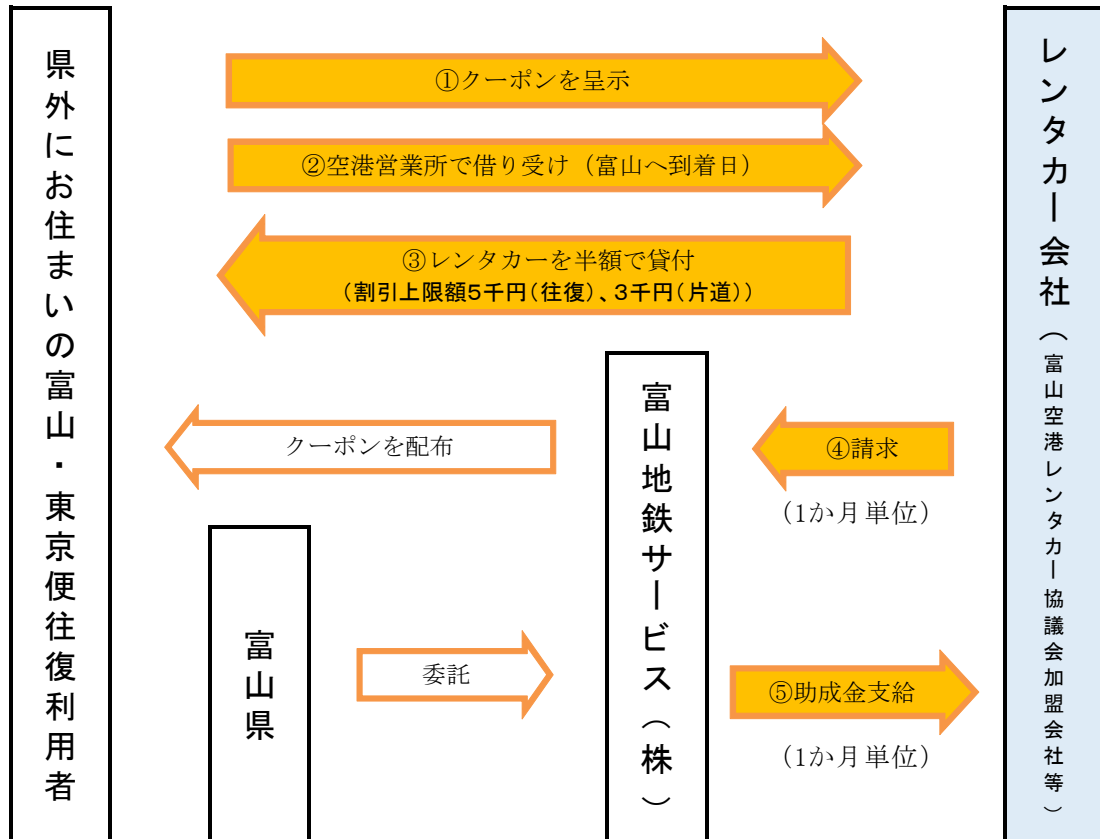 県外にお住まいの富山・東京便往復利用者
①クーポンを呈示
②空港営業所で借り受け（富山へ到着日）
③レンタカーを半額で貸付
（割引上限額5千円（往復）、3千円（片道））
クーポンを配布
富山県
委託
富山地鉄サービス（株）
④請求
（1か月単位）
⑤助成金支給
（1か月単位）
レンタカー会社（富山空港レンタカー協議会加盟会社等）